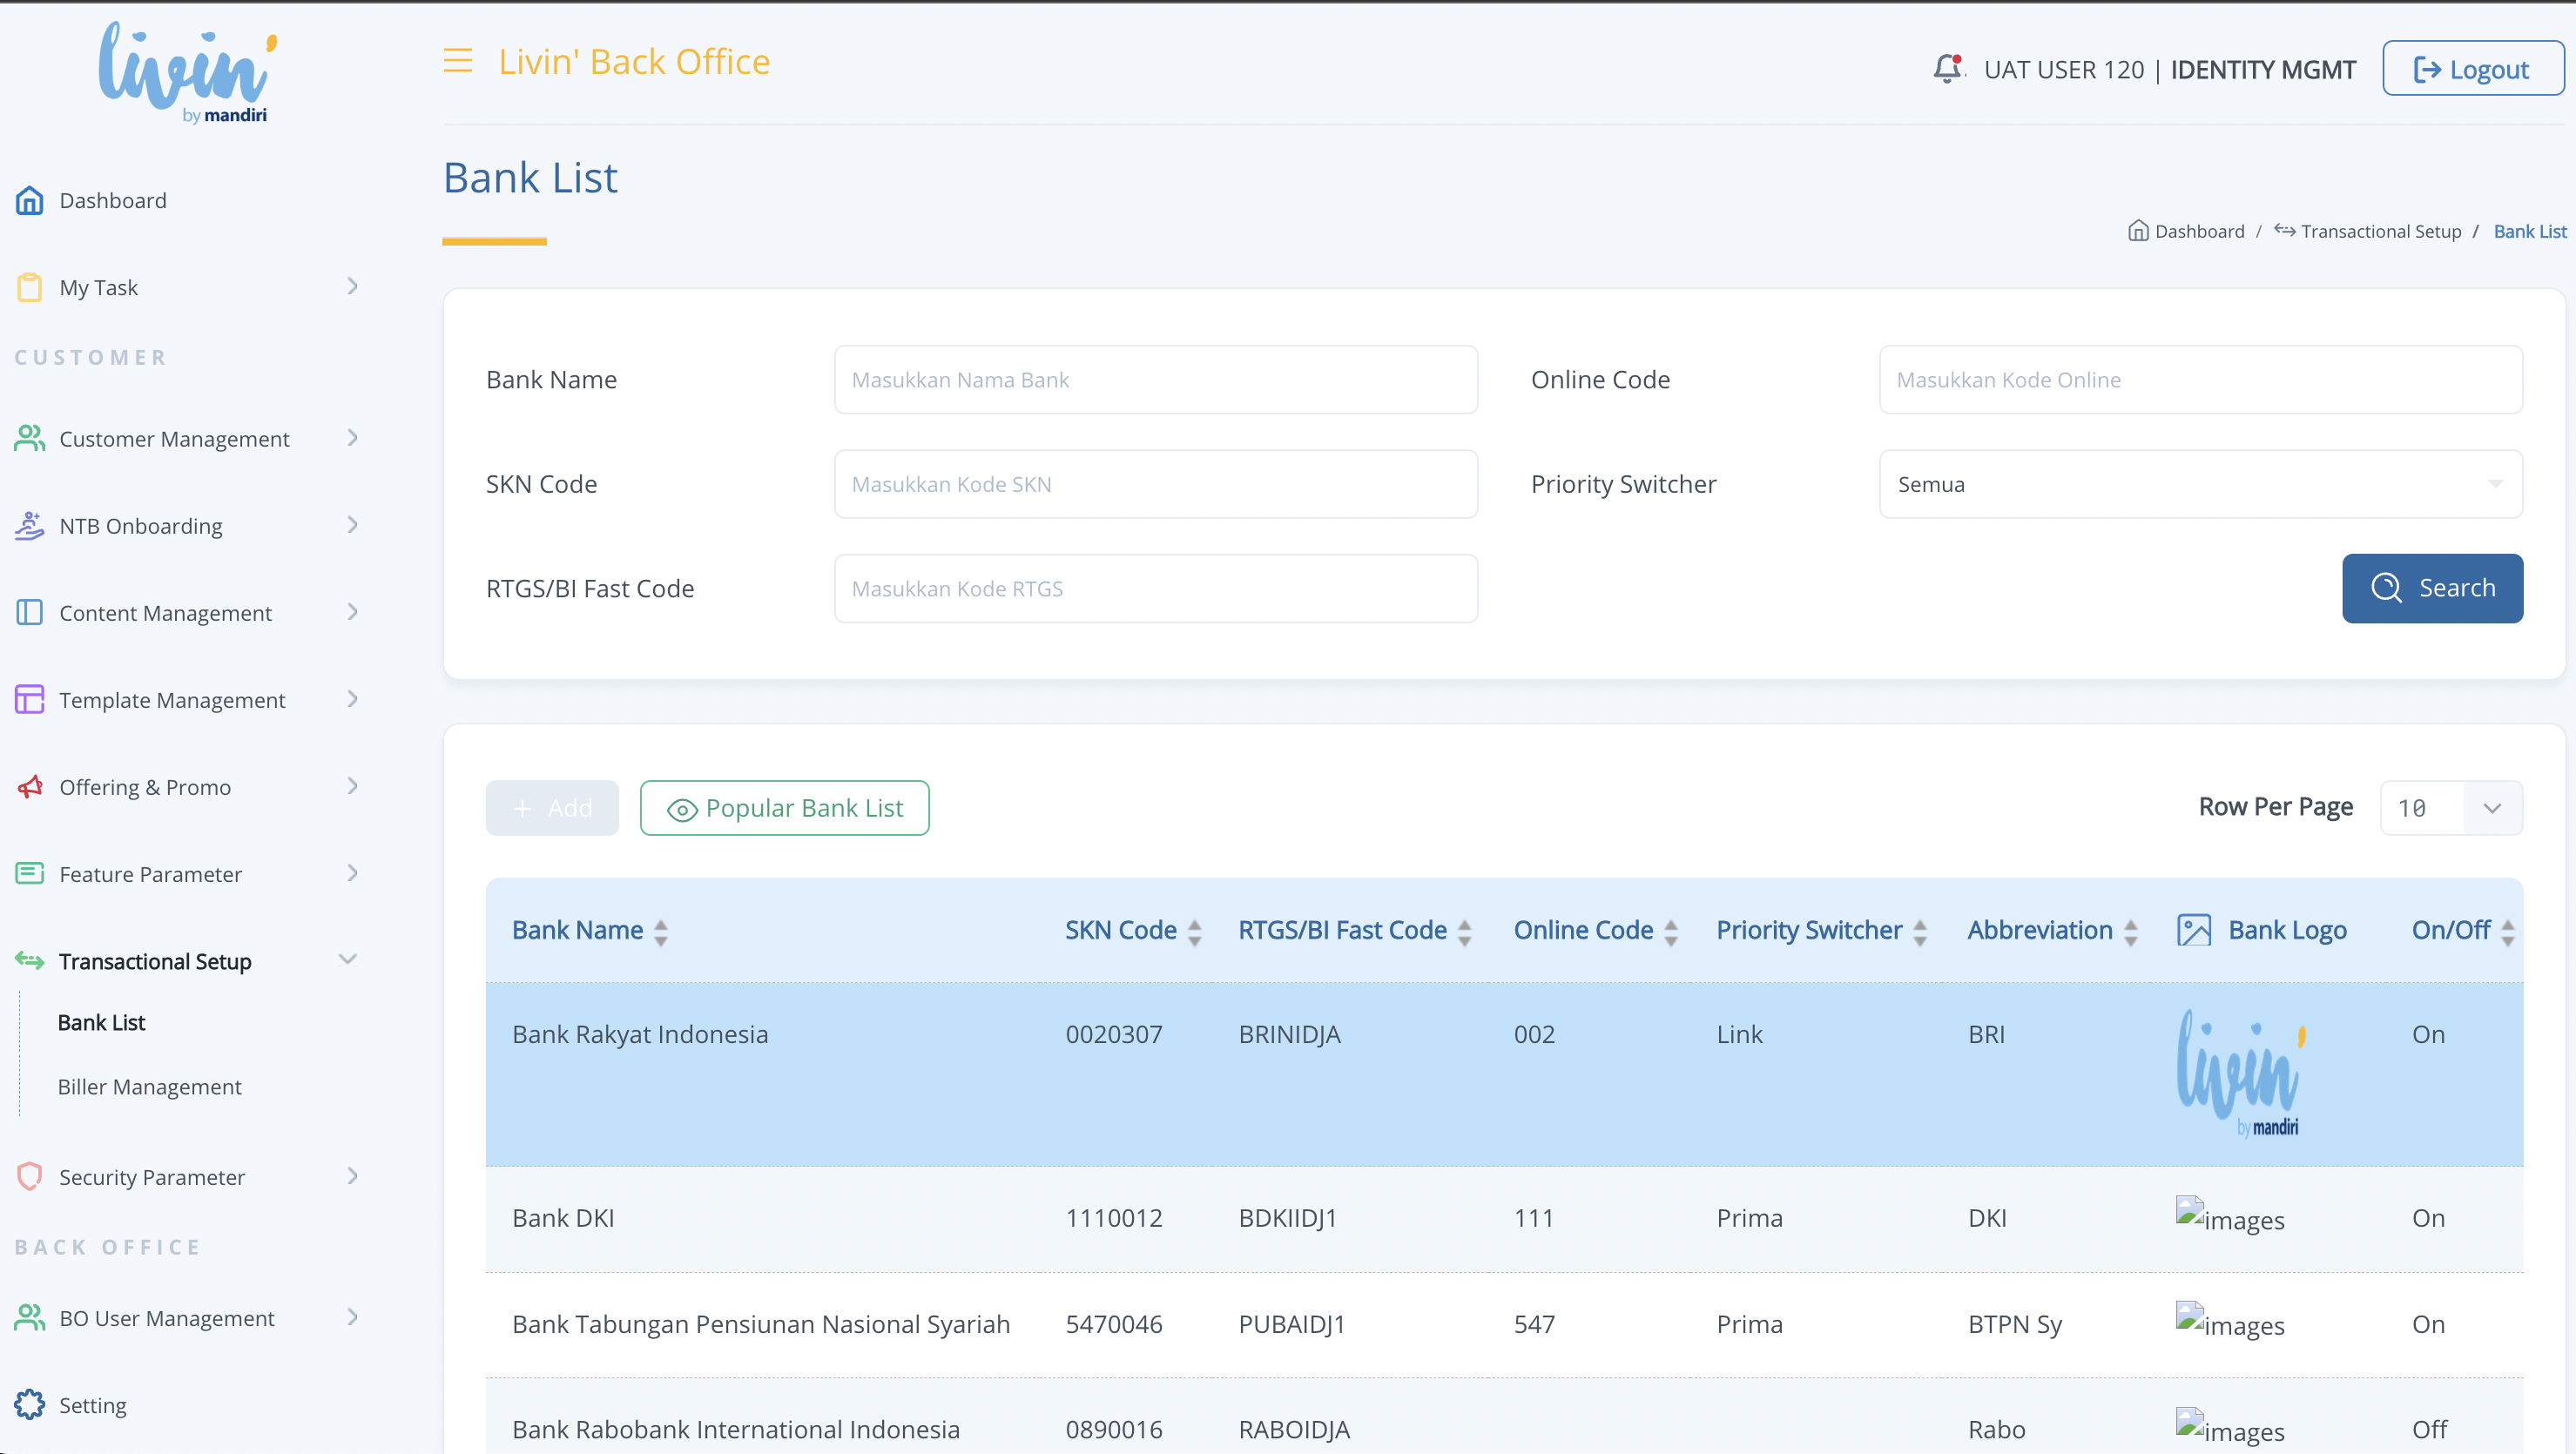 livin'
by mandiri
Livin' Back Office
UAT USER 120 | IDENTITY MGMT
Logout
Bank List
Dashboard / Transactional Setup / Bank List
Dashboard
My Task
CUSTOMER
Customer Management
NTB Onboarding
Content Management
Template Management
Offering & Promo
Feature Parameter
Transactional Setup
Bank List
Biller Management
Security Parameter
BACK OFFICE
BO User Management
Setting
Bank Name Masukkan Nama Bank Online Code Masukkan Kode Online
SKN Code Masukkan Kode SKN Priority Switcher Semua
RTGS/BI Fast Code Masukkan Kode RTGS Search
+ Add Popular Bank List Row Per Page 10
Bank Name SKN Code RTGS/BI Fast Code Online Code Priority Switcher Abbreviation Bank Logo On/Off
Bank Rakyat Indonesia 0020307 BRINIDJA 002 Link BRI livin' by mandiri On
Bank DKI 1110012 BDKIIDJ1 111 Prima DKI images On
Bank Tabungan Pensiunan Nasional Syariah 5470046 PUBAIDJ1 547 Prima BTPN Sy images On
Bank Rabobank International Indonesia 0890016 RABOIDJA Rabo images Off